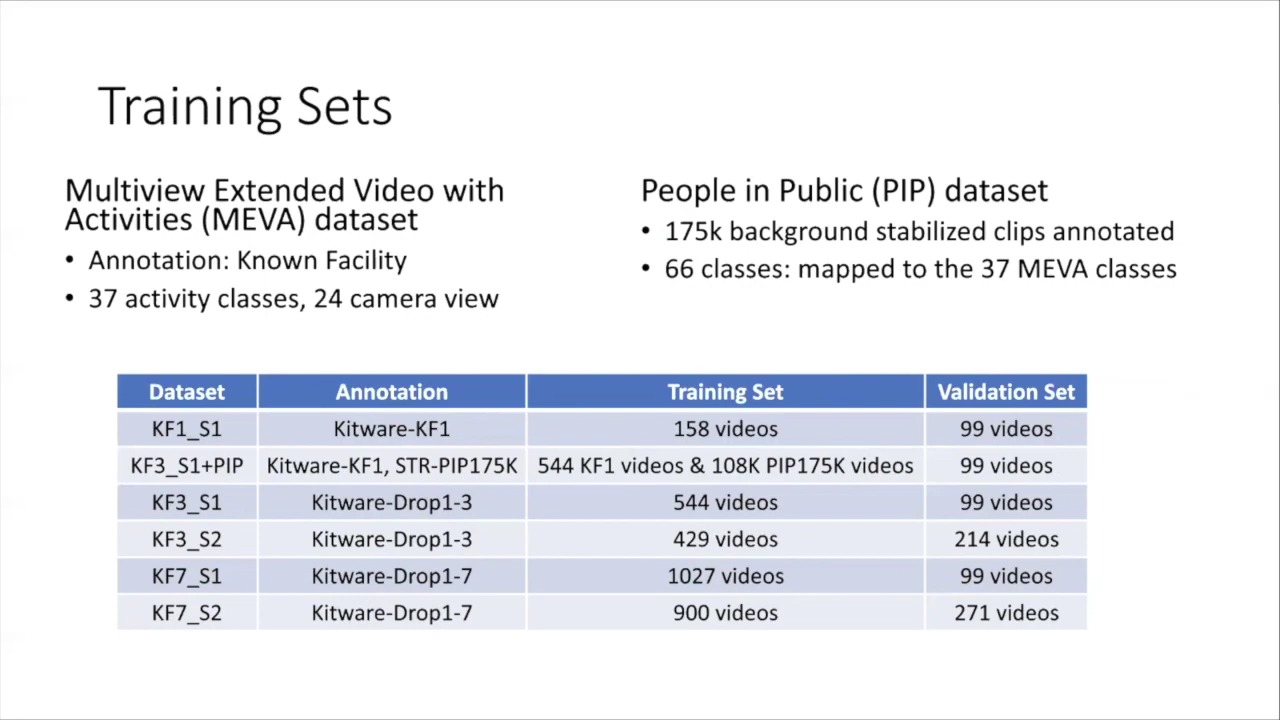 Training Sets
Multiview Extended Video with
Activities (MEVA) dataset
• Annotation: Known Facility
• 37 activity classes, 24 camera view
People in Public (PIP) dataset
• 175k background stabilized clips annotated
• 66 classes: mapped to the 37 MEVA classes
Dataset Annotation Training Set Validation Set
KF1_S1 Kitware-KF1 158 videos 99 videos
KF3_S1+PIP Kitware-KF1, STR-PIP175K 544 KF1 videos & 108K PIP175K videos 99 videos
KF3_S1 Kitware-Drop1-3 544 videos 99 videos
KF3_S2 Kitware-Drop1-3 429 videos 214 videos
KF7_S1 Kitware-Drop1-7 1027 videos 99 videos
KF7_S2 Kitware-Drop1-7 900 videos 271 videos